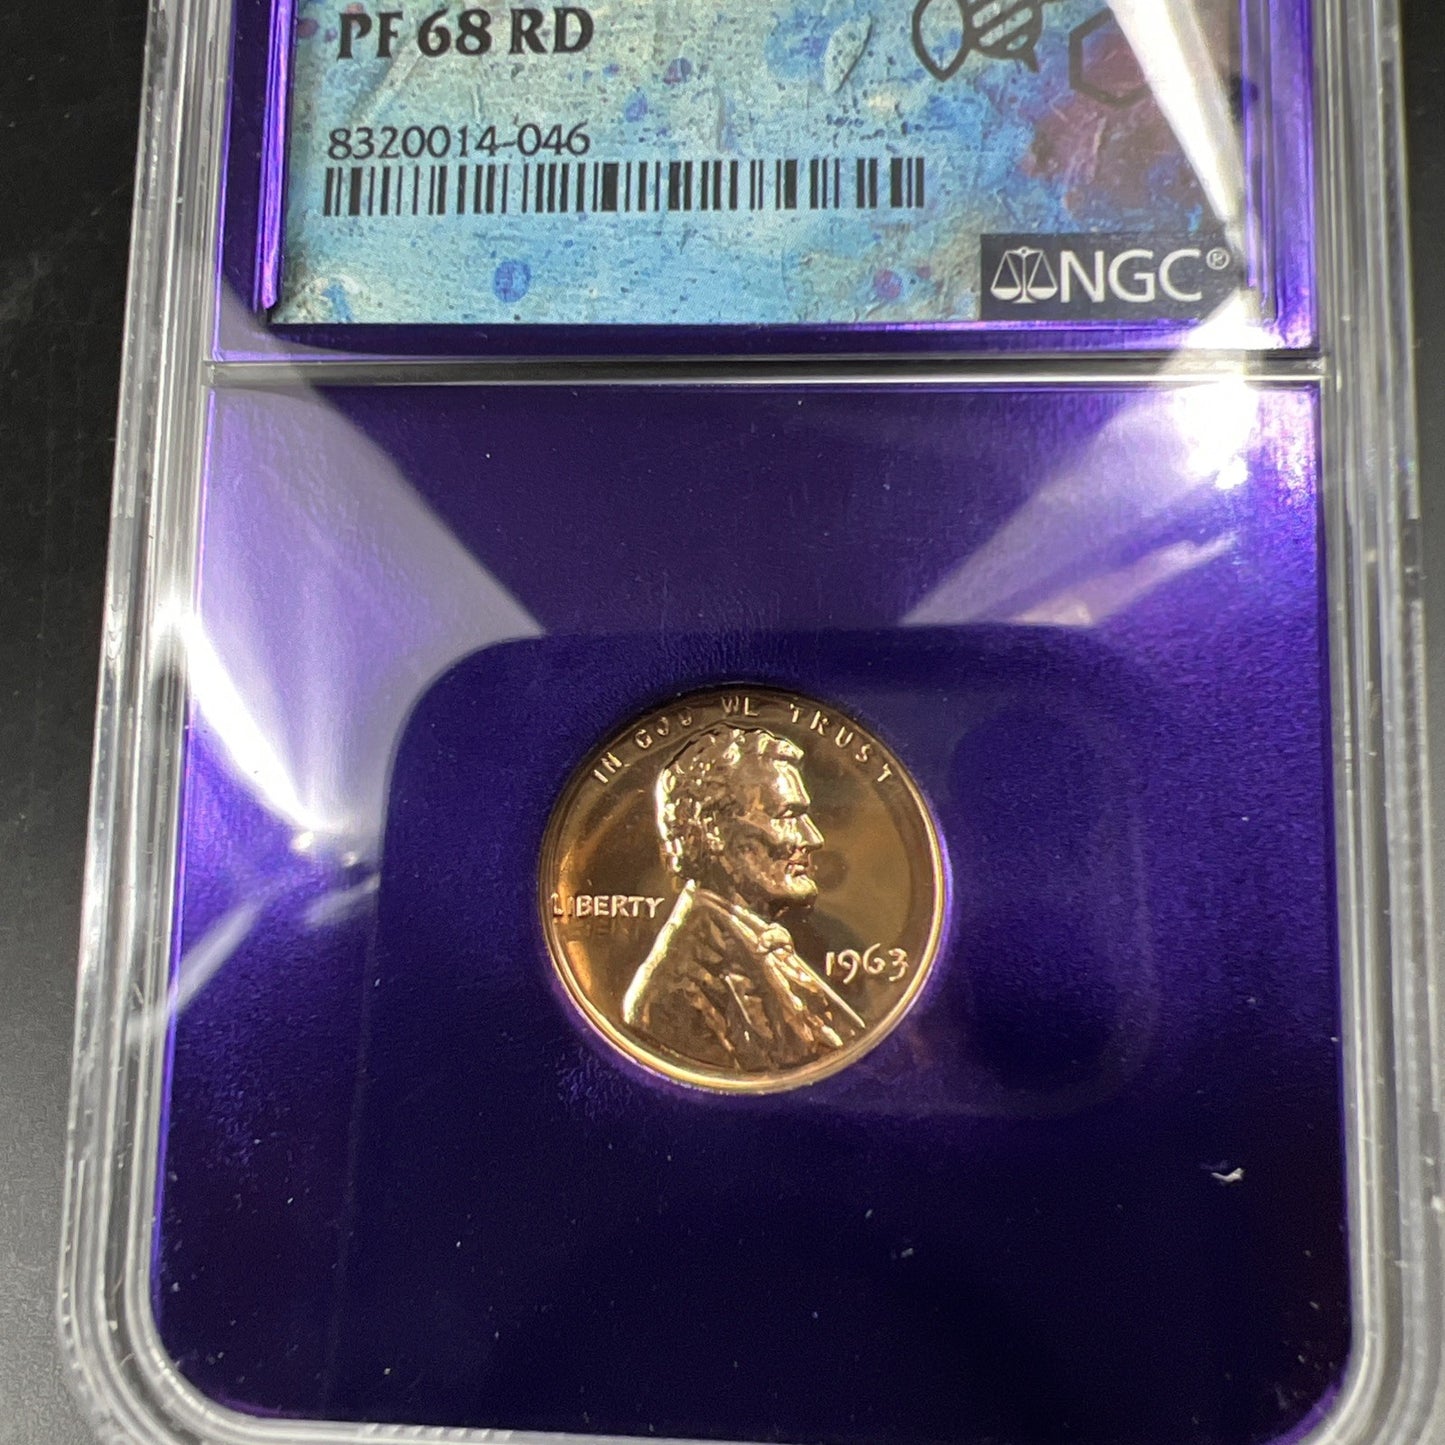 PF 68 RD
8320014-046
NGC®
IN GOD WE TRUST
LIBERTY
1963